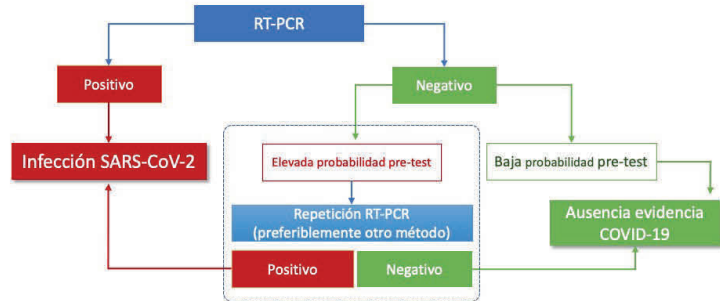 RT-PCR
Positivo
Negativo
Infección SARS-CoV-2
Elevada probabilidad pre-test
Baja probabilidad pre-test
Repetición RT-PCR
(preferiblemente otro método)
Ausencia evidencia
COVID-19
Positivo
Negativo